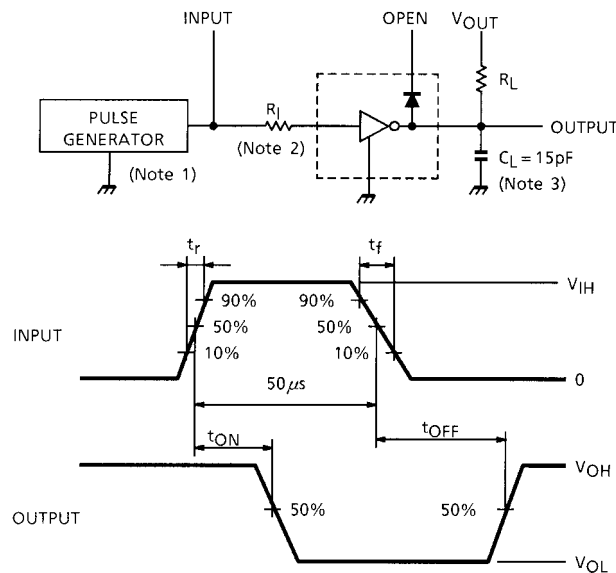 INPUT
OPEN
VOUT
PULSE
GENERATOR
(Note 1)
RI
(Note 2)
RL
OUTPUT
CL = 15pF
(Note 3)
tr
tf
VIH
90%
90%
INPUT
50%
50%
10%
10%
0
50μs
tON
tOFF
VOH
OUTPUT
50%
50%
VOL